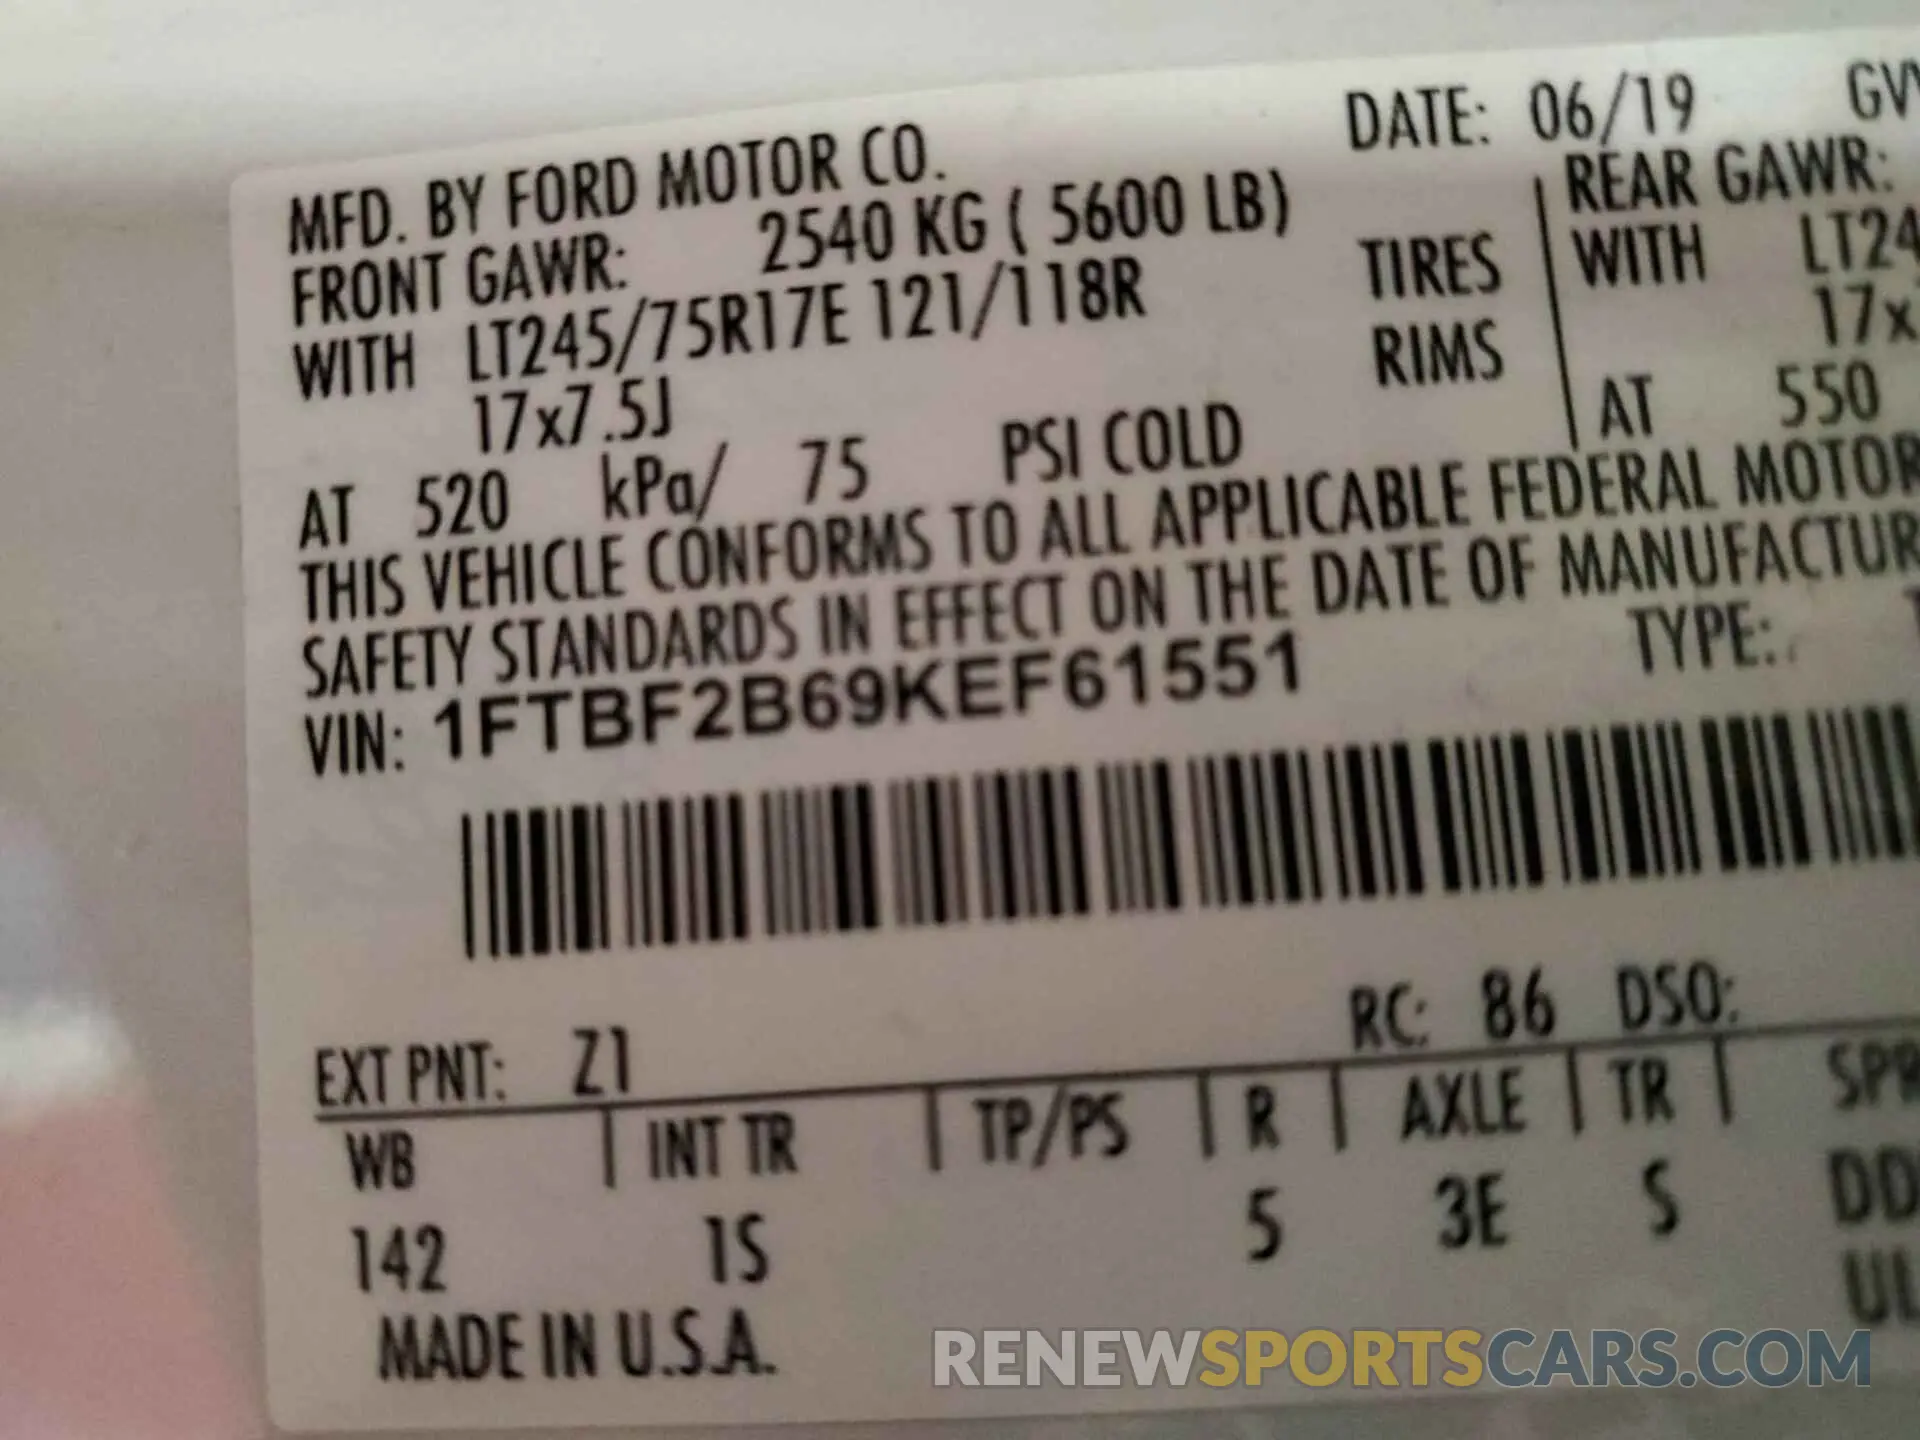 DATE: 06/19
MFD. BY FORD MOTOR CO.
FRONT GAWR: 2540 KG ( 5600 LB) REAR GAWR:
WITH LT245/75R17E 121/118R TIRES WITH
17x7.5J RIMS
AT 520 kPa/ 75 PSI COLD AT 550
THIS VEHICLE CONFORMS TO ALL APPLICABLE FEDERAL MOTOR
SAFETY STANDARDS IN EFFECT ON THE DATE OF
VIN: 1FTBF2B69KEF61551 TYPE:
EXT PNT: Z1 RC: 86 DSO:
WB INT TR TP/PS R AXLE TR
142 1S 5 3E S
MADE IN U.S.A.
RENEWSPORTSCARS.COM